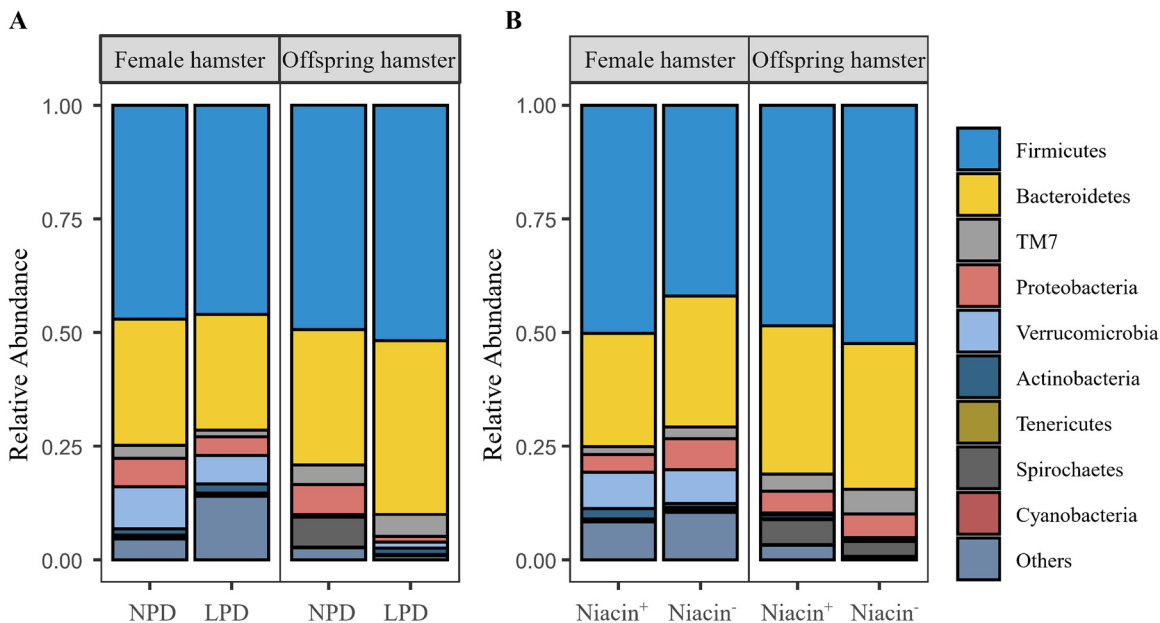 A
Female hamster
Offspring hamster
Relative Abundance
1.00
0.75
0.50
0.25
0.00
NPD
LPD
NPD
LPD
B
Female hamster
Offspring hamster
Relative Abundance
1.00
0.75
0.50
0.25
0.00
Niacin⁺
Niacin⁻
Niacin⁺
Niacin⁻
Firmicutes
Bacteroidetes
TM7
Proteobacteria
Verrucomicrobia
Actinobacteria
Tenericutes
Spirochaetes
Cyanobacteria
Others